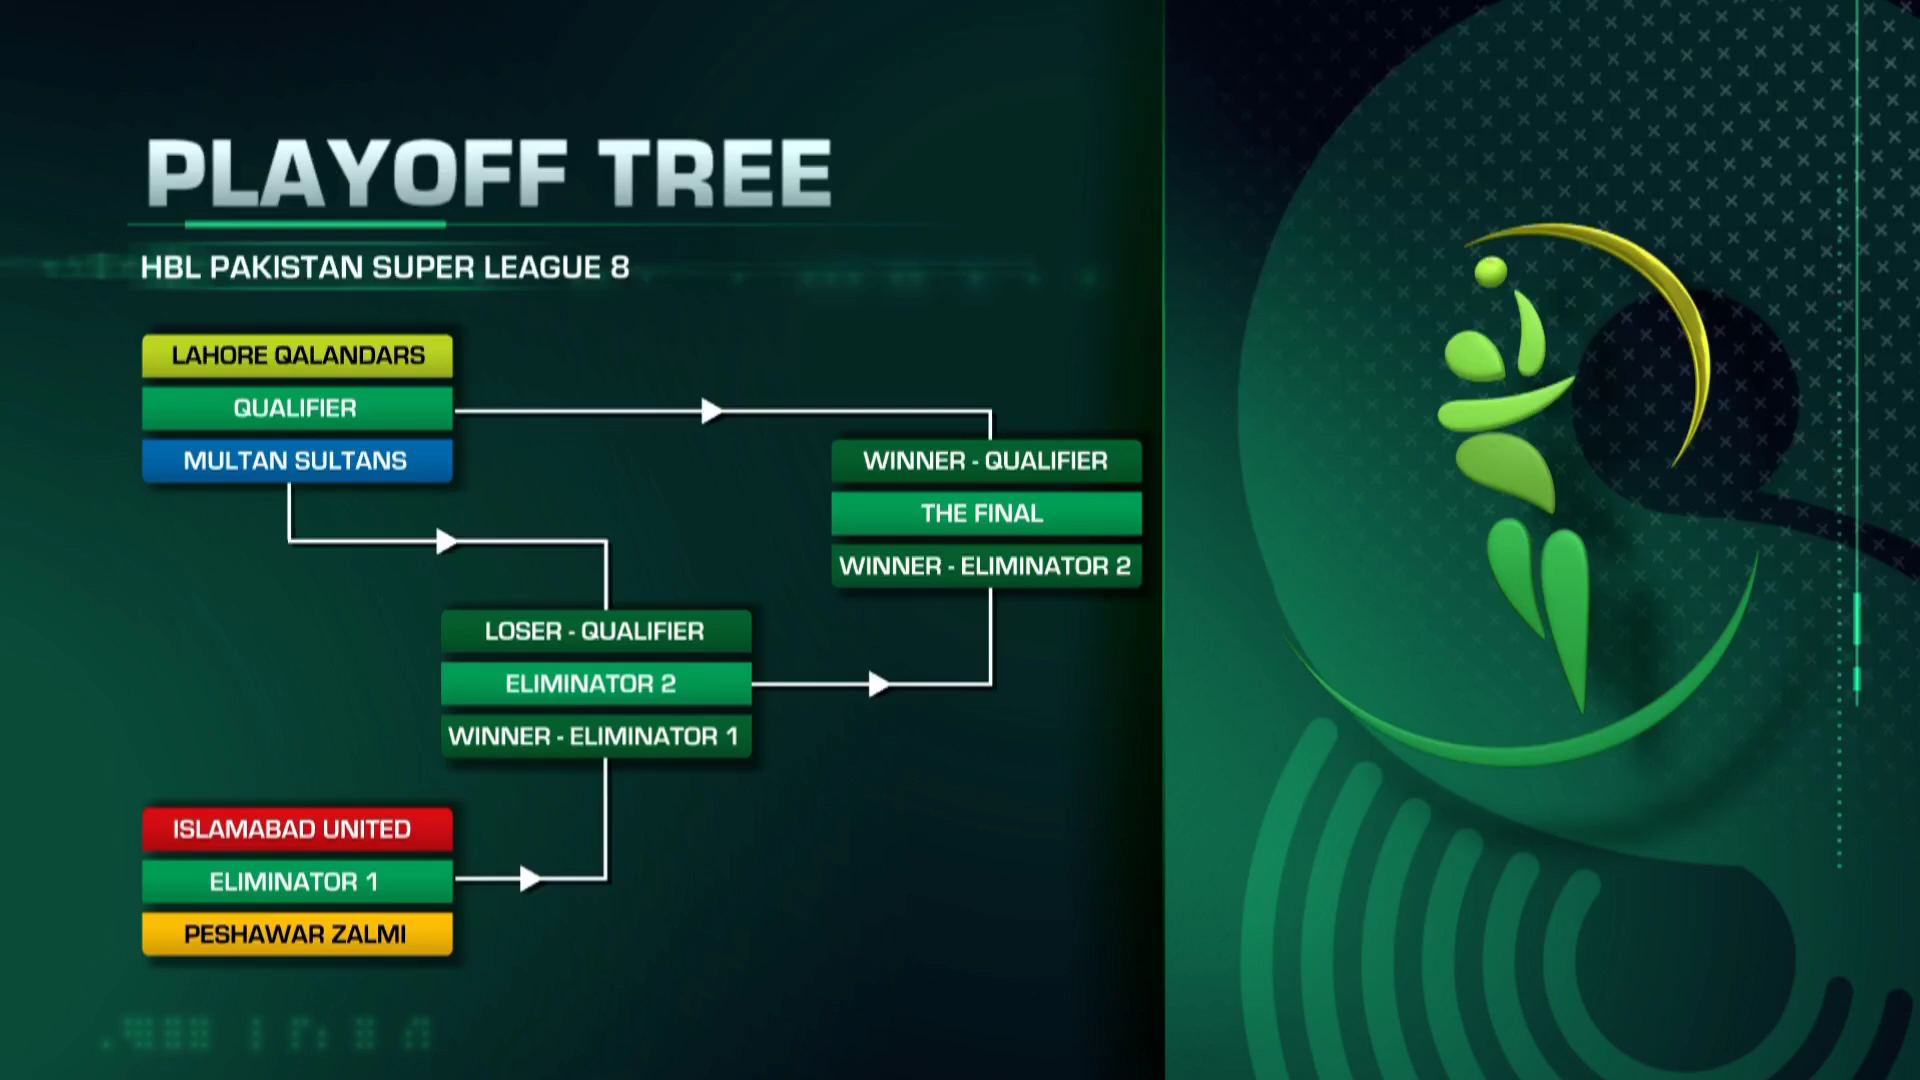 PLAYOFF TREE
HBL PAKISTAN SUPER LEAGUE 8
LAHORE QALANDARS
QUALIFIER
MULTAN SULTANS
WINNER - QUALIFIER
THE FINAL
WINNER - ELIMINATOR 2
LOSER - QUALIFIER
ELIMINATOR 2
WINNER - ELIMINATOR 1
ISLAMABAD UNITED
ELIMINATOR 1
PESHAWAR ZALMI